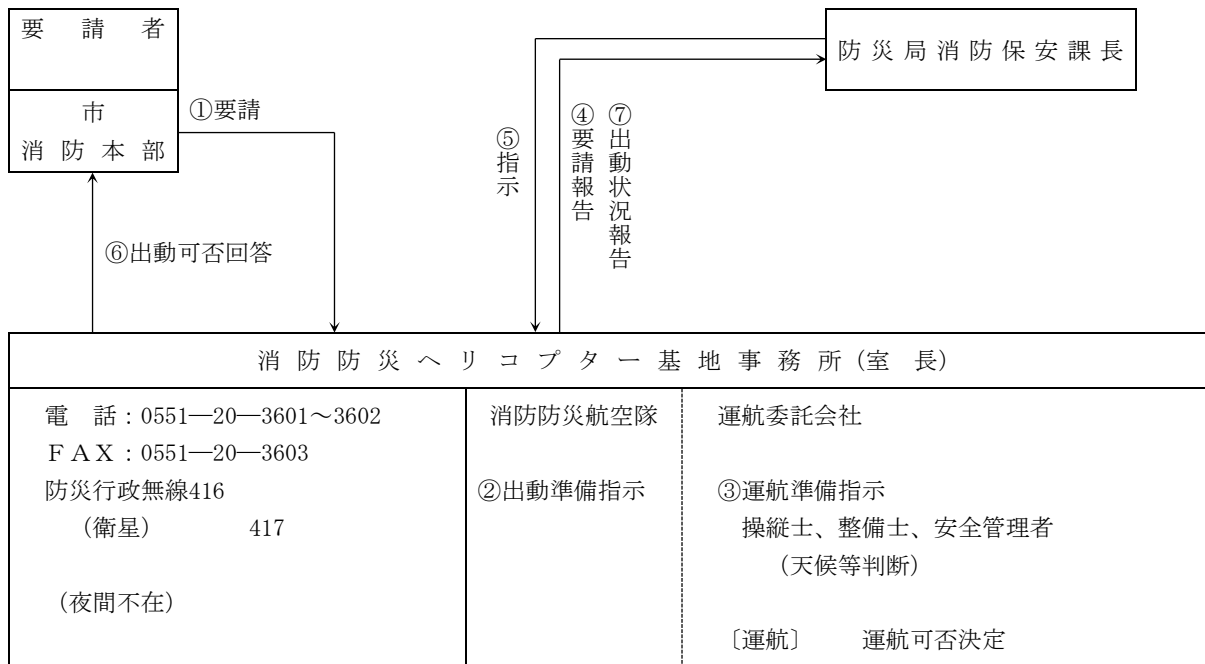 要請者
市
消防本部
①要請
⑥出動可否回答
防災局消防保安課長
⑤指示
④要請報告
⑦出動状況報告
消防防災ヘリコプター基地事務所(室 長)
電　話：0551―20―3601～3602
ＦＡＸ：0551―20―3603
防災行政無線416
（衛星）　417
（夜間不在）
消防防災航空隊
②出動準備指示
運航委託会社
③運航準備指示
操縦士、整備士、安全管理者
（天候等判断）
〔運航〕　運航可否決定